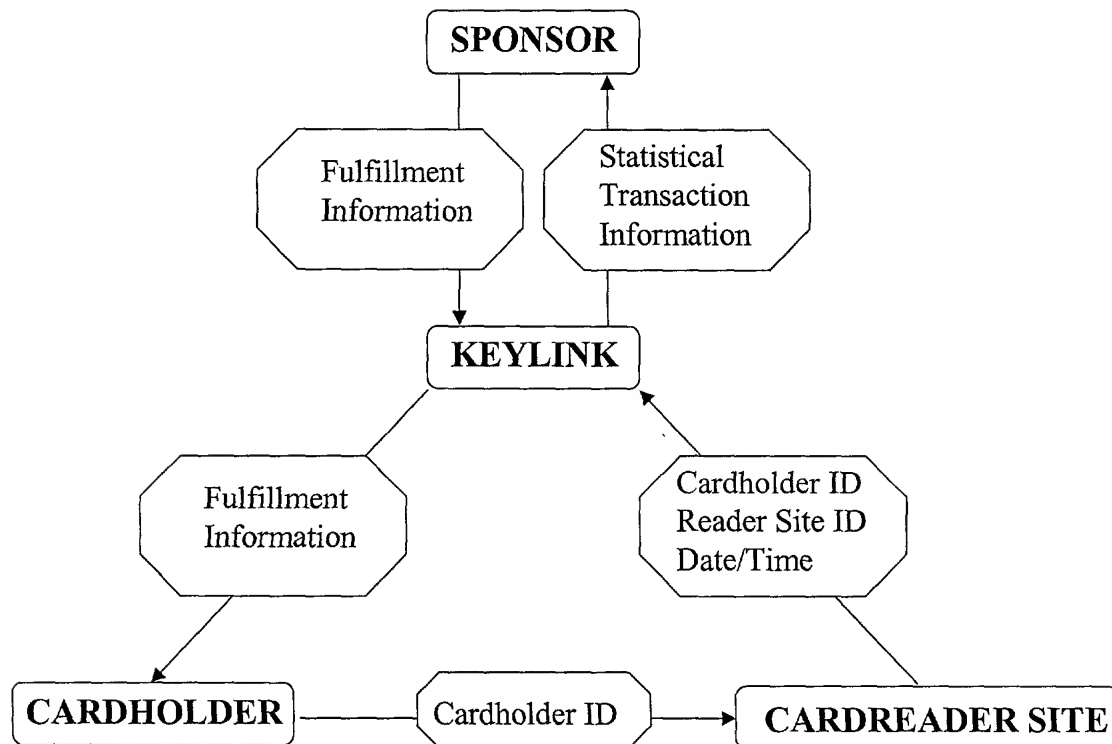 SPONSOR
Fulfillment
Information
Statistical
Transaction
Information
KEYLINK
Fulfillment
Information
Cardholder ID
Reader Site ID
Date/Time
CARDHOLDER
Cardholder ID
CARDREADER SITE